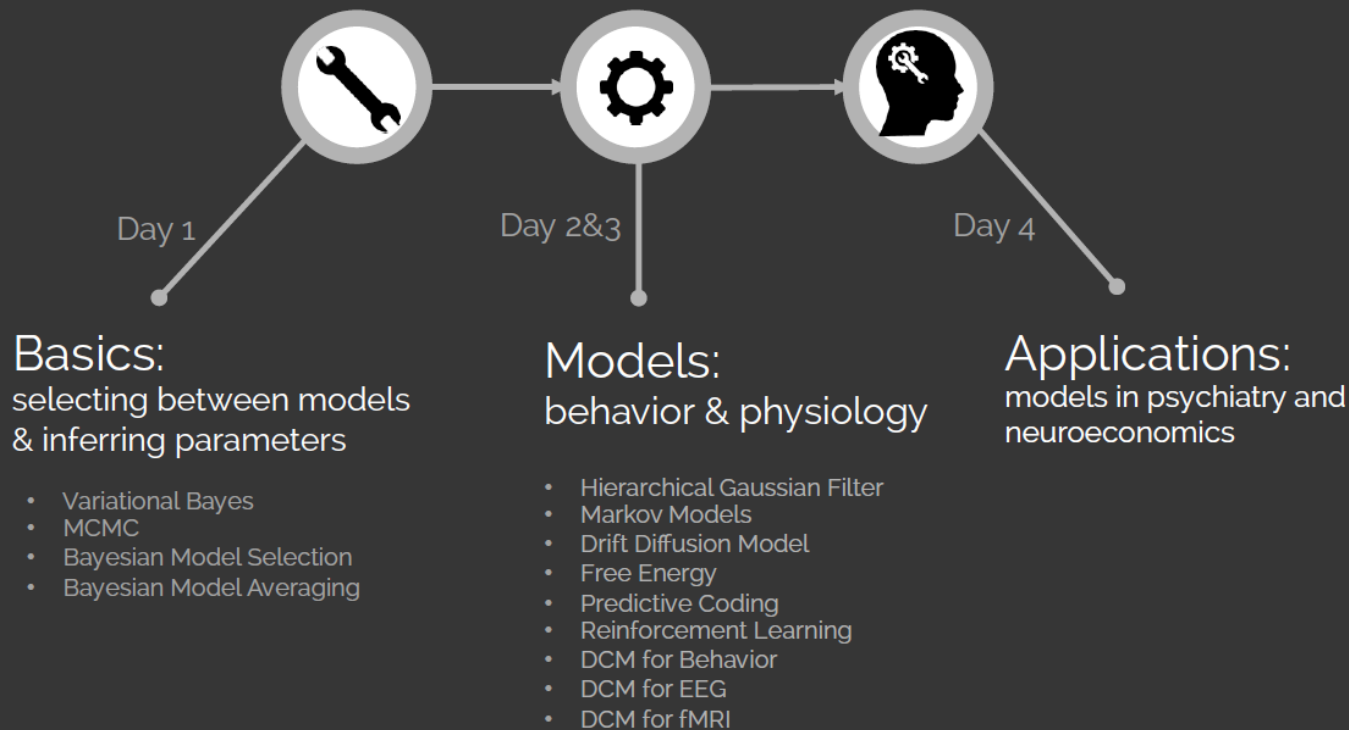 Day 1
Day 2&3
Day 4
Basics:
selecting between models
& inferring parameters
• Variational Bayes
• MCMC
• Bayesian Model Selection
• Bayesian Model Averaging
Models:
behavior & physiology
• Hierarchical Gaussian Filter
• Markov Models
• Drift Diffusion Model
• Free Energy
• Predictive Coding
• Reinforcement Learning
• DCM for Behavior
• DCM for EEG
• DCM for fMRI
Applications:
models in psychiatry and
neuroeconomics